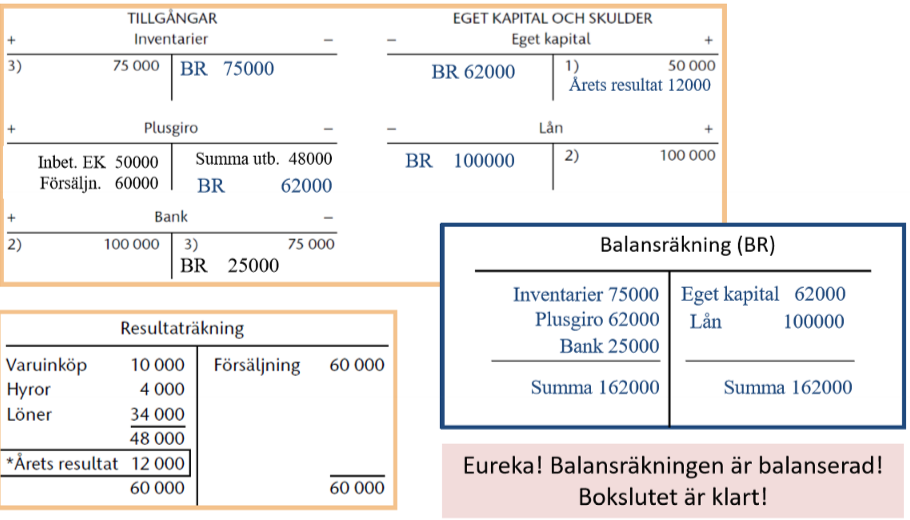 TILLGÅNGAR
+ Inventarier –
3) 75 000 BR 75000
+ Plusgiro –
Inbet. EK 50000 Summa utb. 48000
Försäljn. 60000 BR 62000
+ Bank –
2) 100 000 3) 75 000
BR 25000
EGET KAPITAL OCH SKULDER
– Eget kapital +
BR 62000 1) 50 000
Årets resultat 12000
– Lån +
BR 100000 2) 100 000
Balansräkning (BR)
Inventarier 75000 Eget kapital 62000
Plusgiro 62000 Lån 100000
Bank 25000
Summa 162000 Summa 162000
Resultaträkning
Varuinköp 10 000 Försäljning 60 000
Hyror 4 000
Löner 34 000
48 000
*Årets resultat 12 000
60 000 60 000
Eureka! Balansräkningen är balanserad!
Bokslutet är klart!